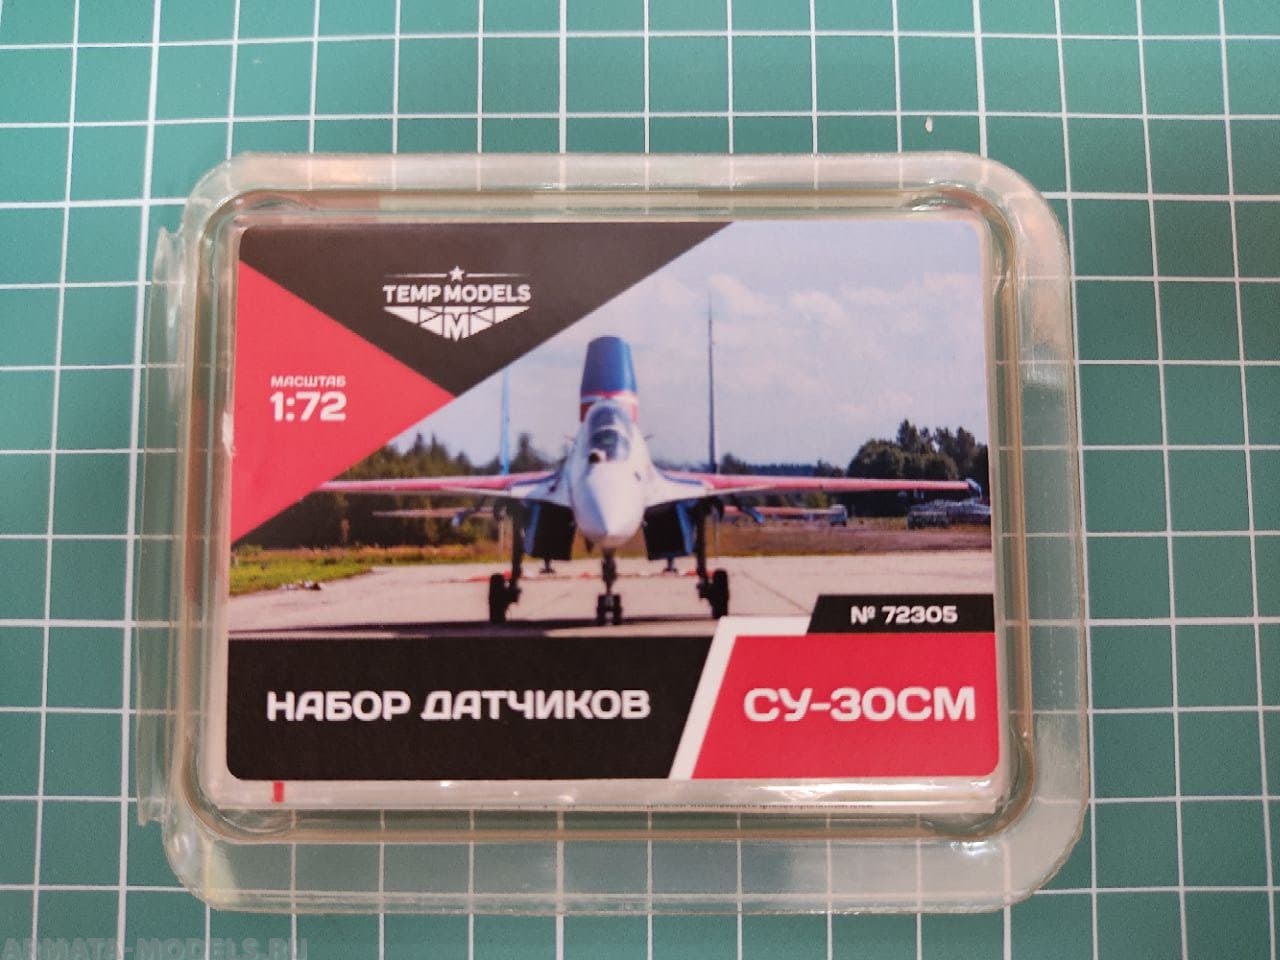 TEMP MODELS
M
МАСШТАБ
1:72
№ 72305
НАБОР ДАТЧИКОВ
СУ-30СМ
ARMATA-MODELS.RU